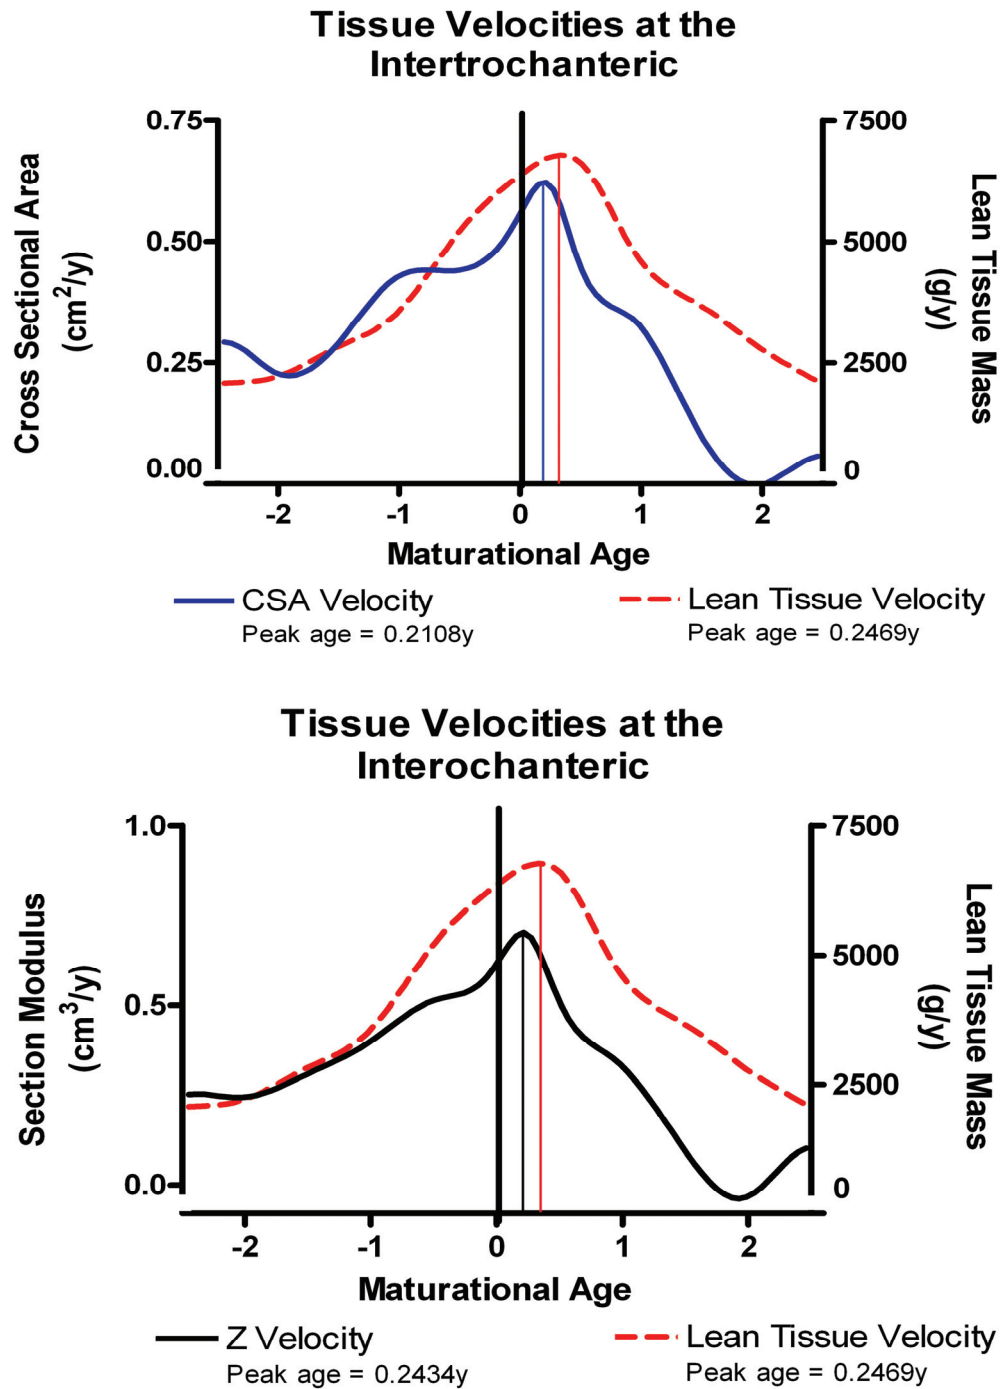 Tissue Velocities at the
Intertrochanteric
0.75
0.50
0.25
0.00
Cross Sectional Area
(cm²/y)
7500
5000
2500
0
Lean Tissue Mass
(g/y)
-2 -1 0 1 2
Maturational Age
CSA Velocity
Peak age = 0.2108y
Lean Tissue Velocity
Peak age = 0.2469y
Tissue Velocities at the
Interochanteric
1.0
0.5
0.0
Section Modulus
(cm³/y)
7500
5000
2500
0
Lean Tissue Mass
(g/y)
-2 -1 0 1 2
Maturational Age
Z Velocity
Peak age = 0.2434y
Lean Tissue Velocity
Peak age = 0.2469y